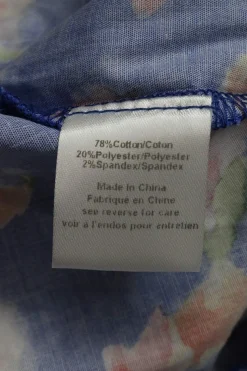 78%Cotton/Coton
20%Polyester/Polyester
2%Spandex/Spandex
Made in China
Fabriqué en Chine
see reverse for care
voir à l'endos pour entretien